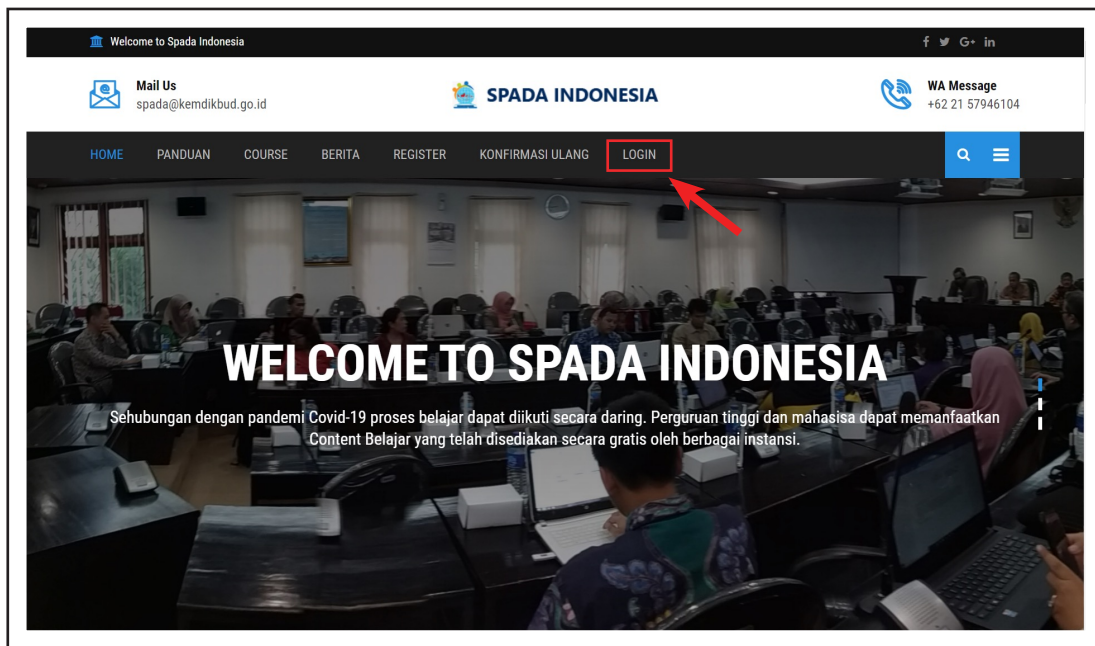 Welcome to Spada Indonesia
f G+ in
Mail Us
spada@kemdikbud.go.id
SPADA INDONESIA
WA Message
+62 21 57946104
HOME PANDUAN COURSE BERITA REGISTER KONFIRMASI ULANG LOGIN
WELCOME TO SPADA INDONESIA
Sehubungan dengan pandemi Covid-19 proses belajar dapat diikuti secara daring. Perguruan tinggi dan mahasisa dapat memanfaatkan
Content Belajar yang telah disediakan secara gratis oleh berbagai instansi.